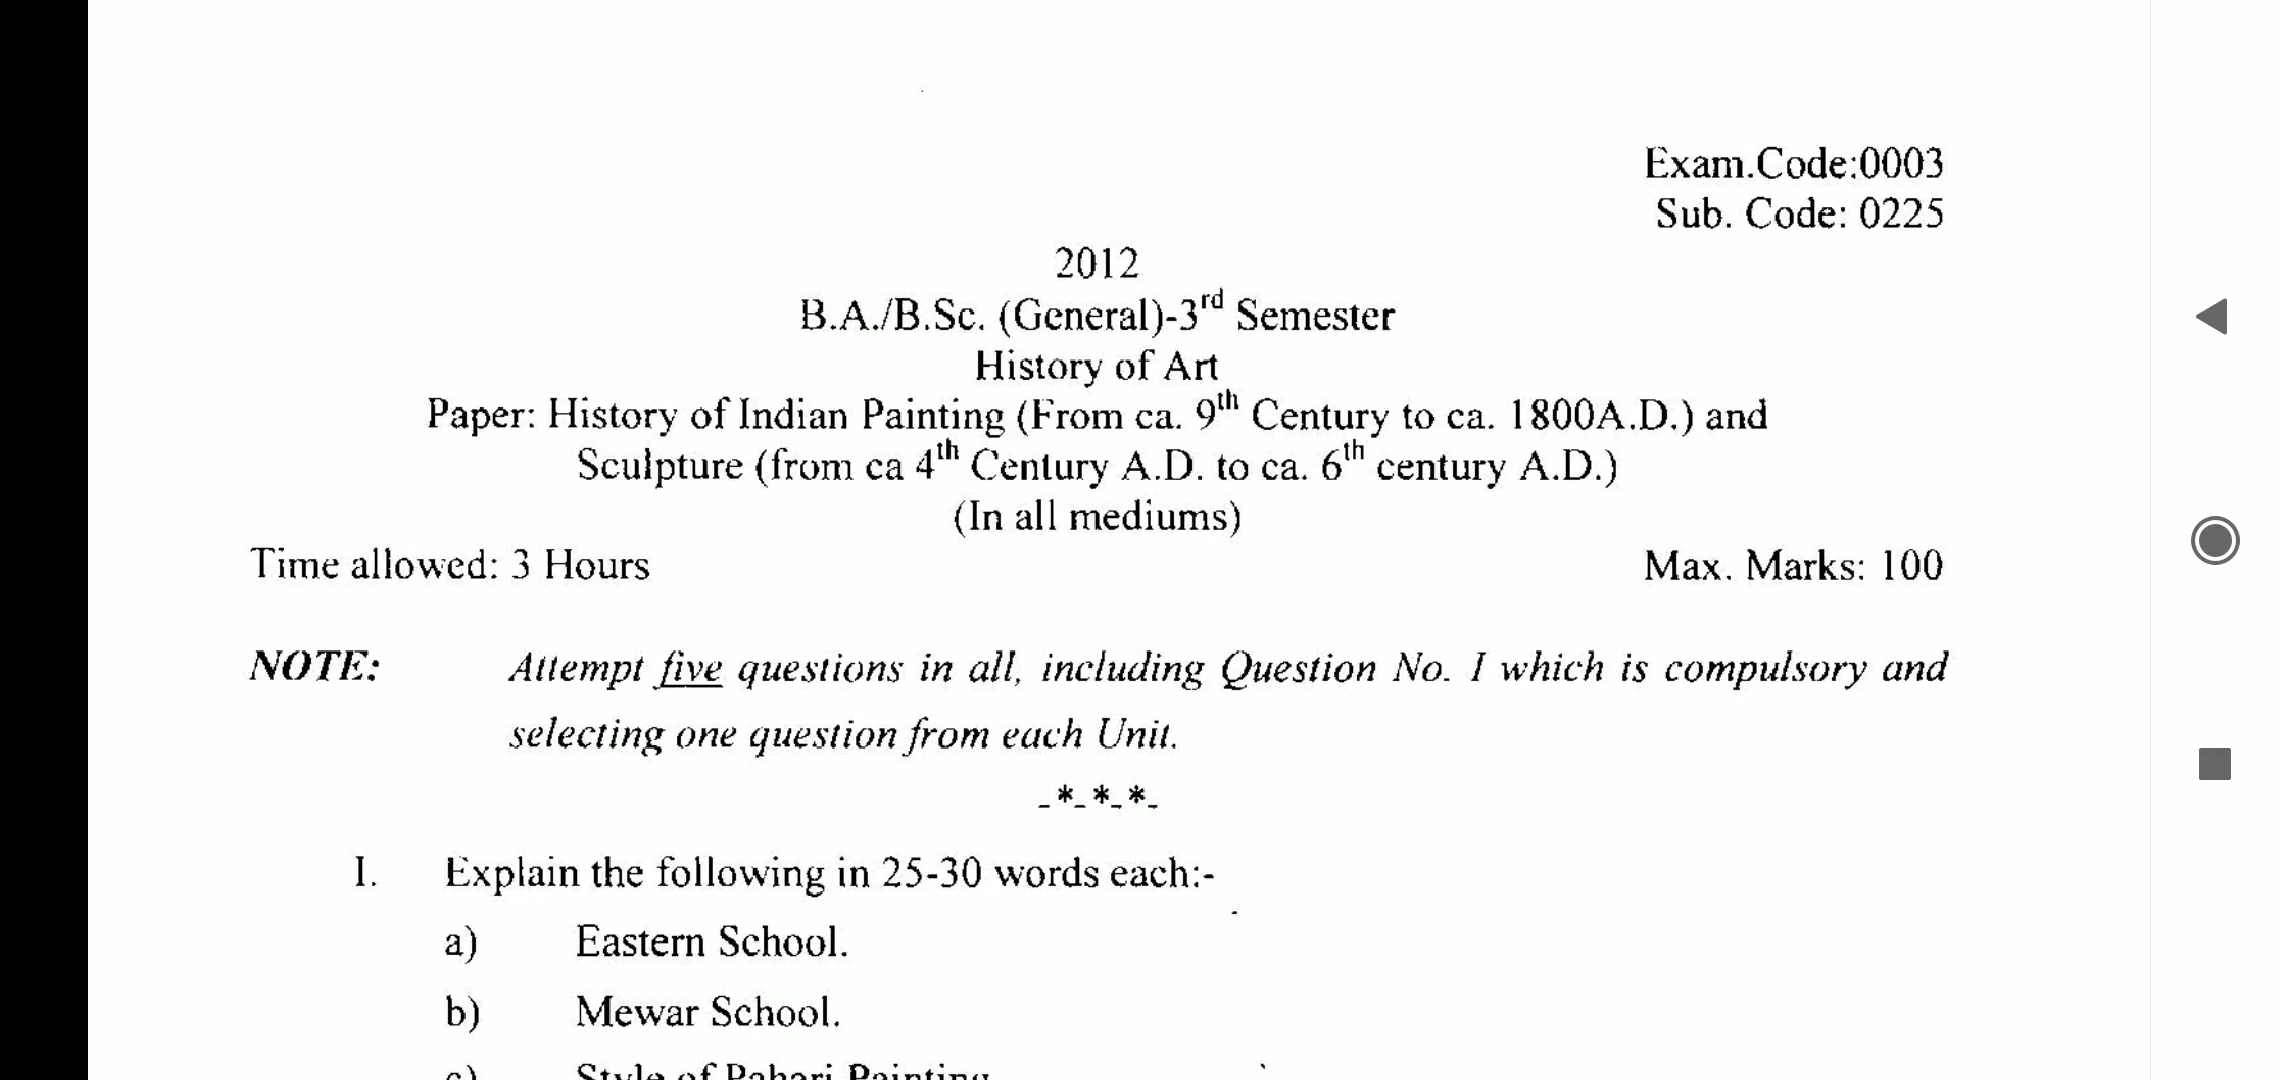 Exam.Code:0003
Sub. Code: 0225
2012
B.A./B.Sc. (General)-3rd Semester
History of Art
Paper: History of Indian Painting (From ca. 9th Century to ca. 1800A.D.) and
Sculpture (from ca 4th Century A.D. to ca. 6th century A.D.)
(In all mediums)
Time allowed: 3 Hours Max. Marks: 100
NOTE: Attempt five questions in all, including Question No. I which is compulsory and
selecting one question from each Unit.
_*_*_*_
I. Explain the following in 25-30 words each:-
a) Eastern School.
b) Mewar School.
c) Style of Pahari Painting